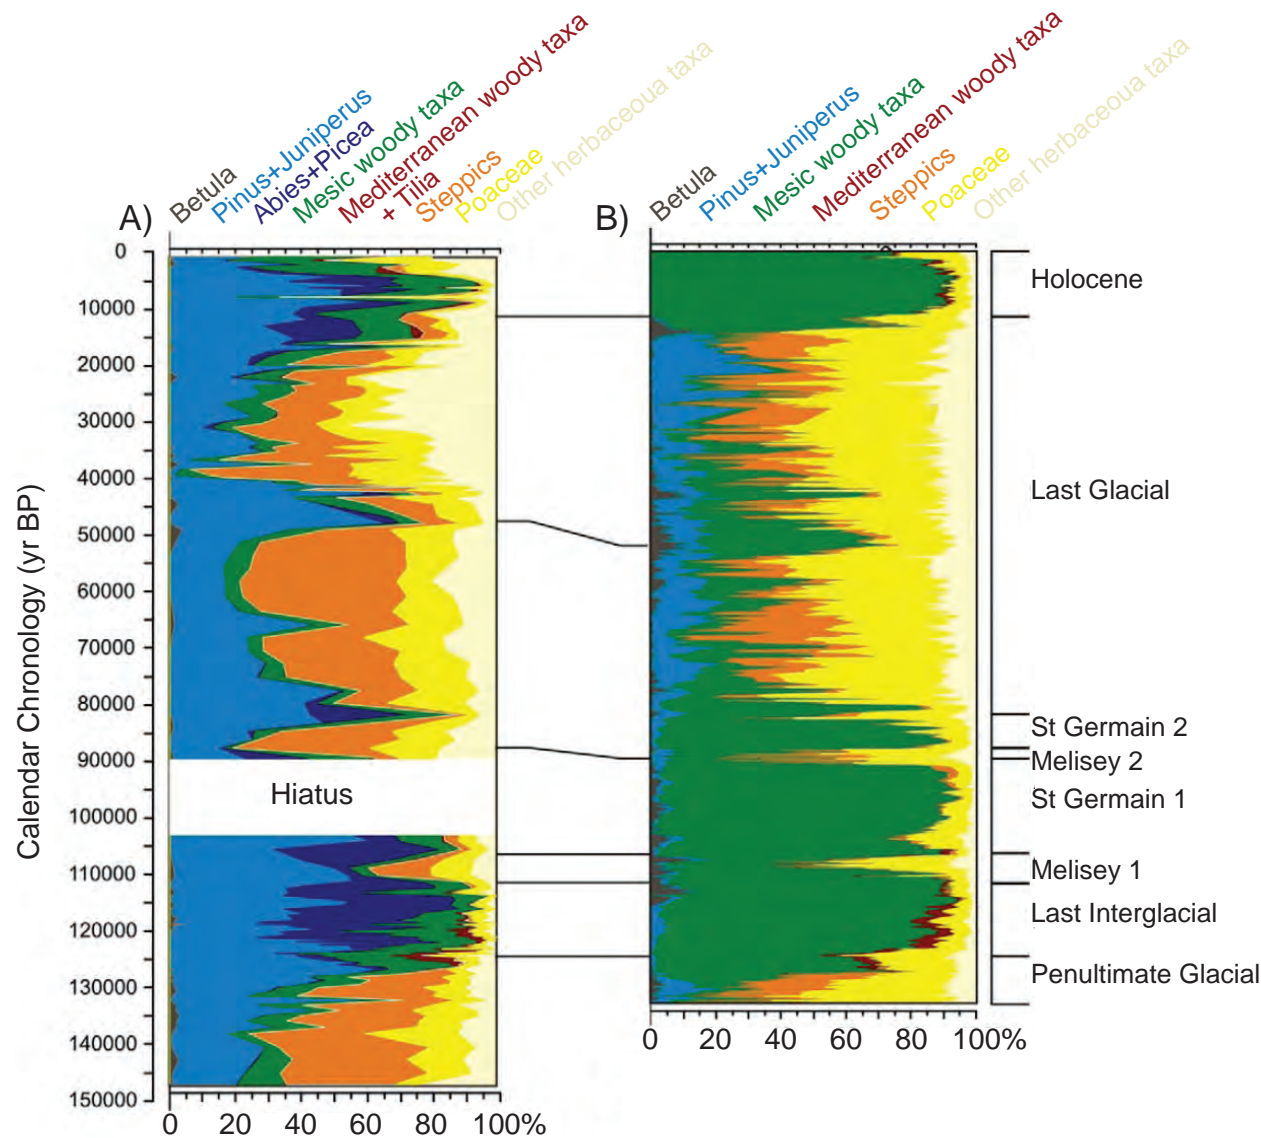 A)
Betula
Pinus+Juniperus
Abies+Picea
Mesic woody taxa
Mediterranean woody taxa
+ Tilia
Steppics
Poaceae
Other herbaceoua taxa
B)
Betula
Pinus+Juniperus
Mesic woody taxa
Mediterranean woody taxa
Steppics
Poaceae
Other herbaceoua taxa
Calendar Chronology (yr BP)
0
10000
20000
30000
40000
50000
60000
70000
80000
90000
100000
110000
120000
130000
140000
150000
Hiatus
0 20 40 60 80 100%
0 20 40 60 80 100%
Holocene
Last Glacial
St Germain 2
Melisey 2
St Germain 1
Melisey 1
Last Interglacial
Penultimate Glacial